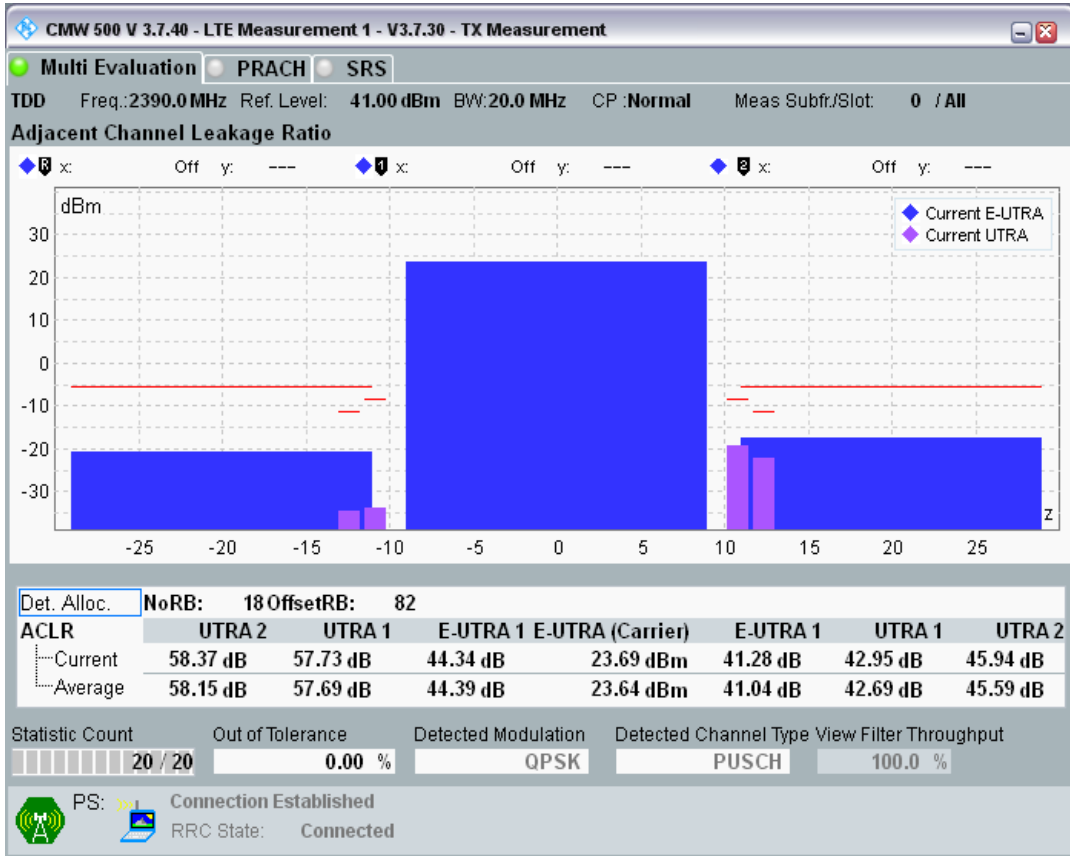 CMW 500 V 3.7.40 - LTE Measurement 1 - V3.7.30 - TX Measurement
Multi Evaluation PRACH SRS
TDD Freq.:2390.0 MHz Ref. Level: 41.00 dBm BW:20.0 MHz CP :Normal Meas Subfr./Slot: 0 / All
Adjacent Channel Leakage Ratio
R x: Off y: --- 1 x: Off y: --- 2 x: Off y: ---
dBm
Current E-UTRA
Current UTRA
30
20
10
0
-10
-20
-30
z
-25 -20 -15 -10 -5 0 5 10 15 20 25
Det. Alloc. NoRB: 18 OffsetRB: 82
ACLR UTRA 2 UTRA 1 E-UTRA 1 E-UTRA (Carrier) E-UTRA 1 UTRA 1 UTRA 2
Current 58.37 dB 57.73 dB 44.34 dB 23.69 dBm 41.28 dB 42.95 dB 45.94 dB
Average 58.15 dB 57.69 dB 44.39 dB 23.64 dBm 41.04 dB 42.69 dB 45.59 dB
Statistic Count Out of Tolerance Detected Modulation Detected Channel Type View Filter Throughput
20 / 20 0.00 % QPSK PUSCH 100.0 %
PS: Connection Established
RRC State: Connected